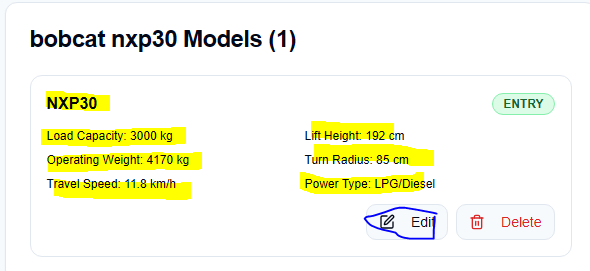 bobcat nxp30 Models (1)
NXP30
ENTRY
Load Capacity: 3000 kg
Lift Height: 192 cm
Operating Weight: 4170 kg
Turn Radius: 85 cm
Travel Speed: 11.8 km/h
Power Type: LPG/Diesel
Edit
Delete